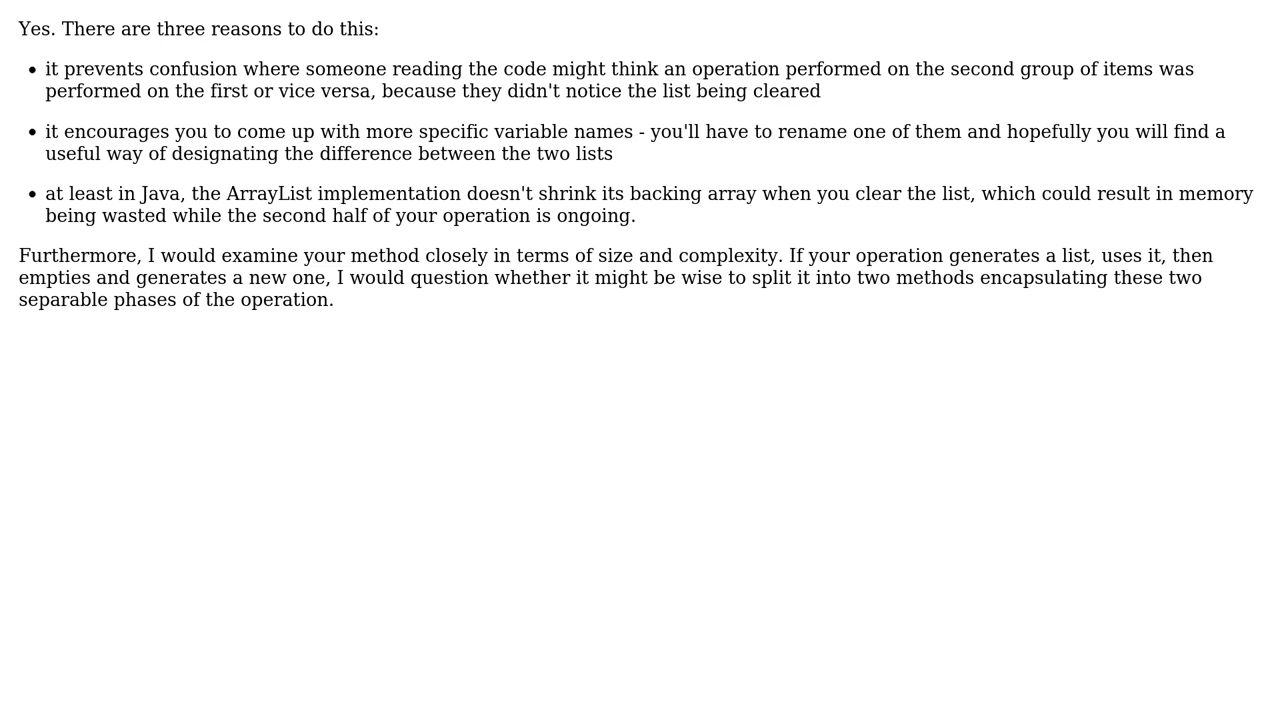 Yes. There are three reasons to do this:
• it prevents confusion where someone reading the code might think an operation performed on the second group of items was
performed on the first or vice versa, because they didn't notice the list being cleared
• it encourages you to come up with more specific variable names - you'll have to rename one of them and hopefully you will find a
useful way of designating the difference between the two lists
• at least in Java, the ArrayList implementation doesn't shrink its backing array when you clear the list, which could result in memory
being wasted while the second half of your operation is ongoing.
Furthermore, I would examine your method closely in terms of size and complexity. If your operation generates a list, uses it, then
empties and generates a new one, I would question whether it might be wise to split it into two methods encapsulating these two
separable phases of the operation.